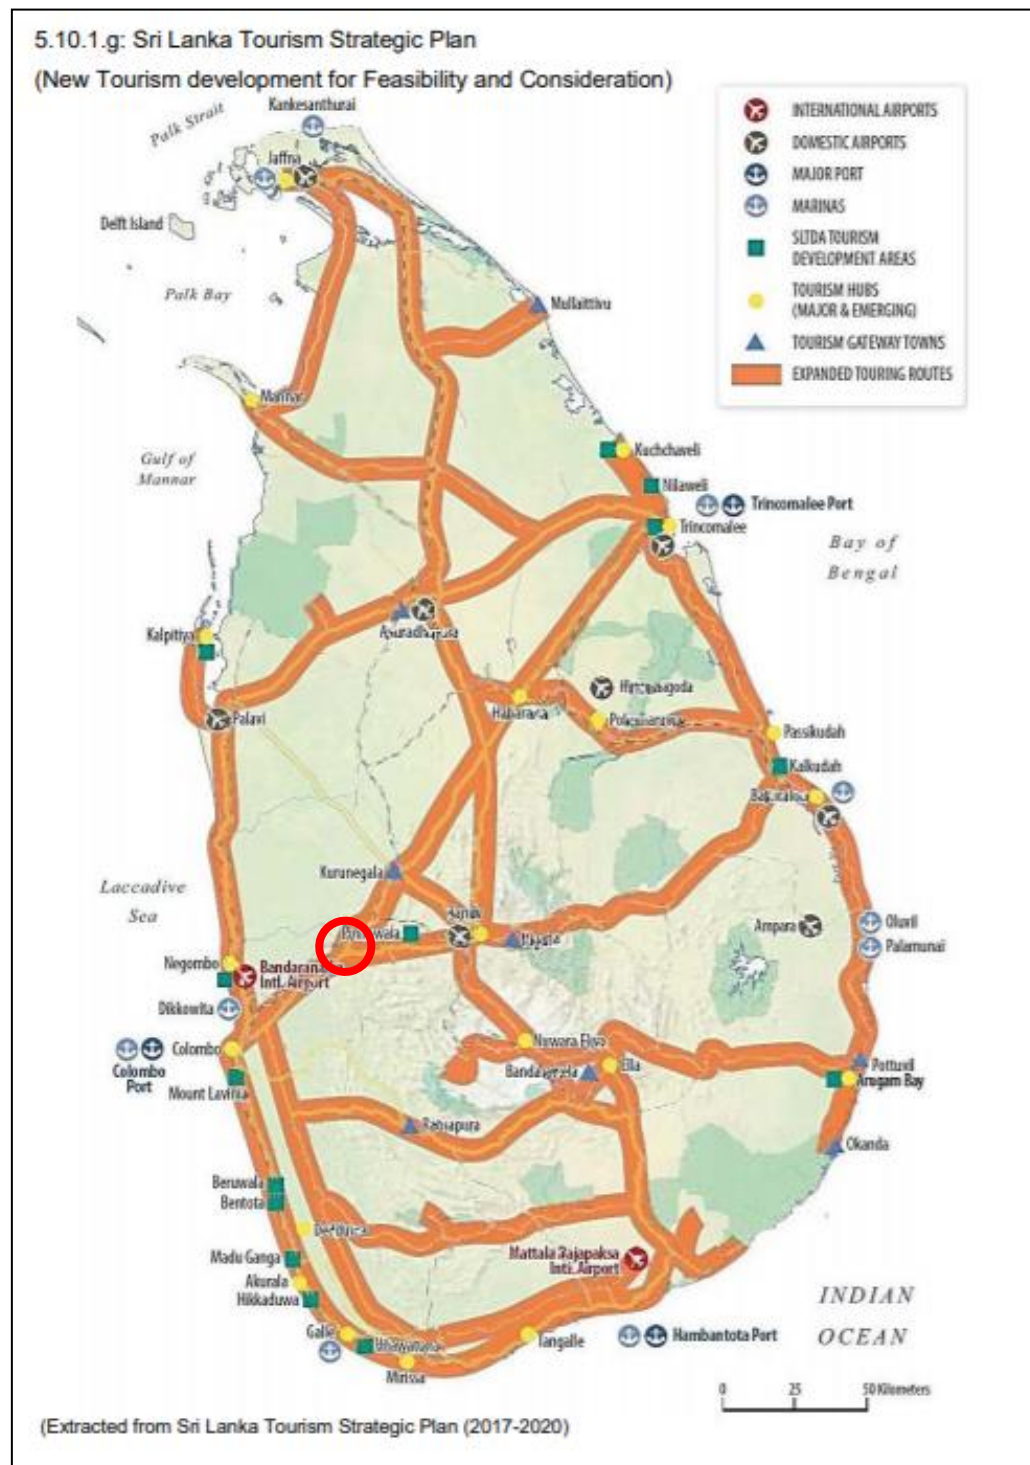 5.10.1.g: Sri Lanka Tourism Strategic Plan
(New Tourism development for Feasibility and Consideration)
Kankesanthurai
Palk Strait
Jaffna
Delft Island
Palk Bay
Mullaittivu
INTERNATIONAL AIRPORTS
DOMESTIC AIRPORTS
MAJOR PORT
MARINAS
SLTDA TOURISM
DEVELOPMENT AREAS
TOURISM HUBS
(MAJOR & EMERGING)
TOURISM GATEWAY TOWNS
EXPANDED TOURING ROUTES
Mannar
Gulf of
Mannar
Kuchchaveli
Nilaweli
Trincomalee Port
Trincomalee
Bay of
Bengal
Anuradhapura
Kalpitiya
Palavi
Habarana
Polonnaruwa
Passikudah
Kalkudah
Batticaloa
Kurunegala
Laccadive
Sea
Pinnawala
Kandy
Ampara
Oluvil
Palamunai
Negombo
Intl. Airport
Dikkowita
Colombo
Colombo
Port
Mount Lavinia
Nuwara Eliya
Bandarawela
Ella
Pottuvil
Arugam Bay
Okanda
Ratnapura
Beruwala
Bentota
Madu Ganga
Akurala
Hikkaduwa
Mattala Rajapaksa
Intl. Airport
Galle
Unawatuna
Mirissa
Tangalle
Hambantota Port
INDIAN
OCEAN
0 25 50 Kilometers
(Extracted from Sri Lanka Tourism Strategic Plan (2017-2020)